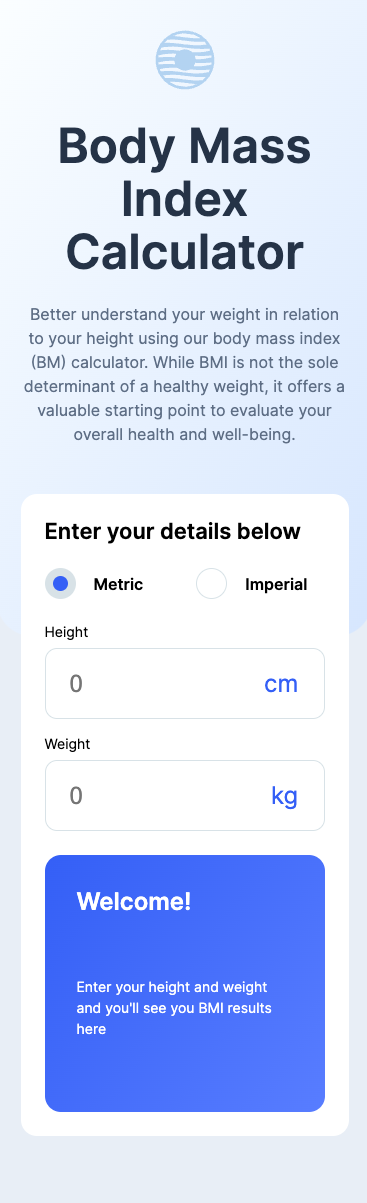 Body Mass
Index
Calculator
Better understand your weight in relation
to your height using our body mass index
(BM) calculator. While BMI is not the sole
determinant of a healthy weight, it offers a
valuable starting point to evaluate your
overall health and well-being.
Enter your details below
Metric
Imperial
Height
0 cm
Weight
0 kg
Welcome!
Enter your height and weight
and you'll see you BMI results
here